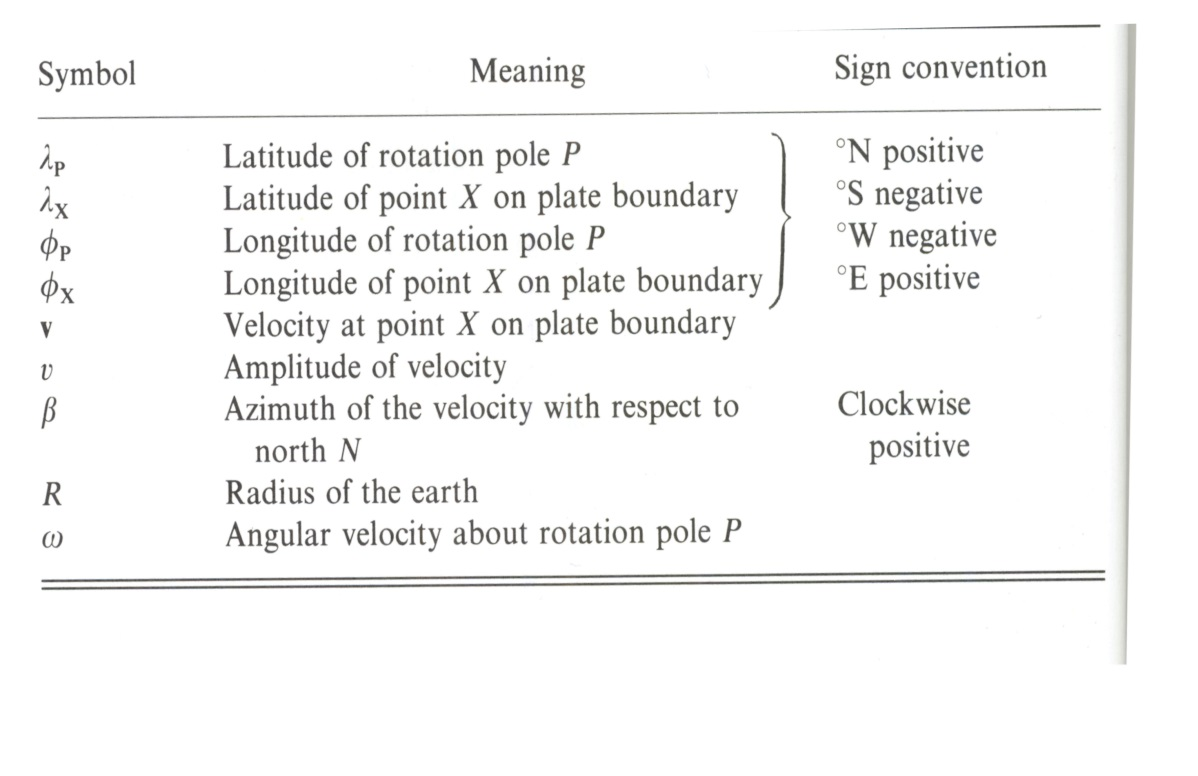 Symbol Meaning Sign convention
λP Latitude of rotation pole P °N positive
λX Latitude of point X on plate boundary °S negative
ϕP Longitude of rotation pole P °W negative
ϕX Longitude of point X on plate boundary °E positive
v Velocity at point X on plate boundary
v Amplitude of velocity
β Azimuth of the velocity with respect to Clockwise
north N positive
R Radius of the earth
ω Angular velocity about rotation pole P